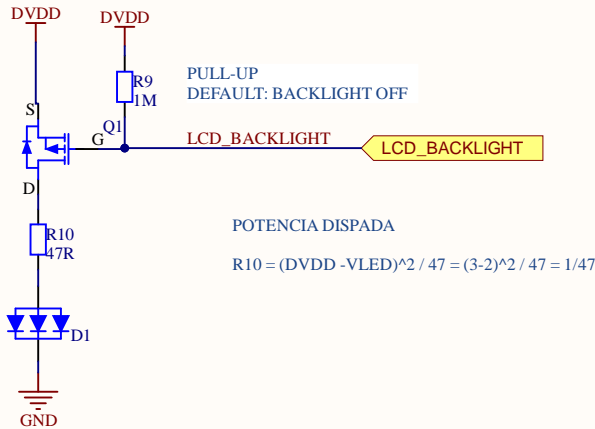 DVDD
DVDD
R9
1M
PULL-UP
DEFAULT: BACKLIGHT OFF
S
Q1
G
LCD_BACKLIGHT
LCD_BACKLIGHT
D
R10
47R
POTENCIA DISPADA
R10 = (DVDD -VLED)^2 / 47 = (3-2)^2 / 47 = 1/47
D1
GND